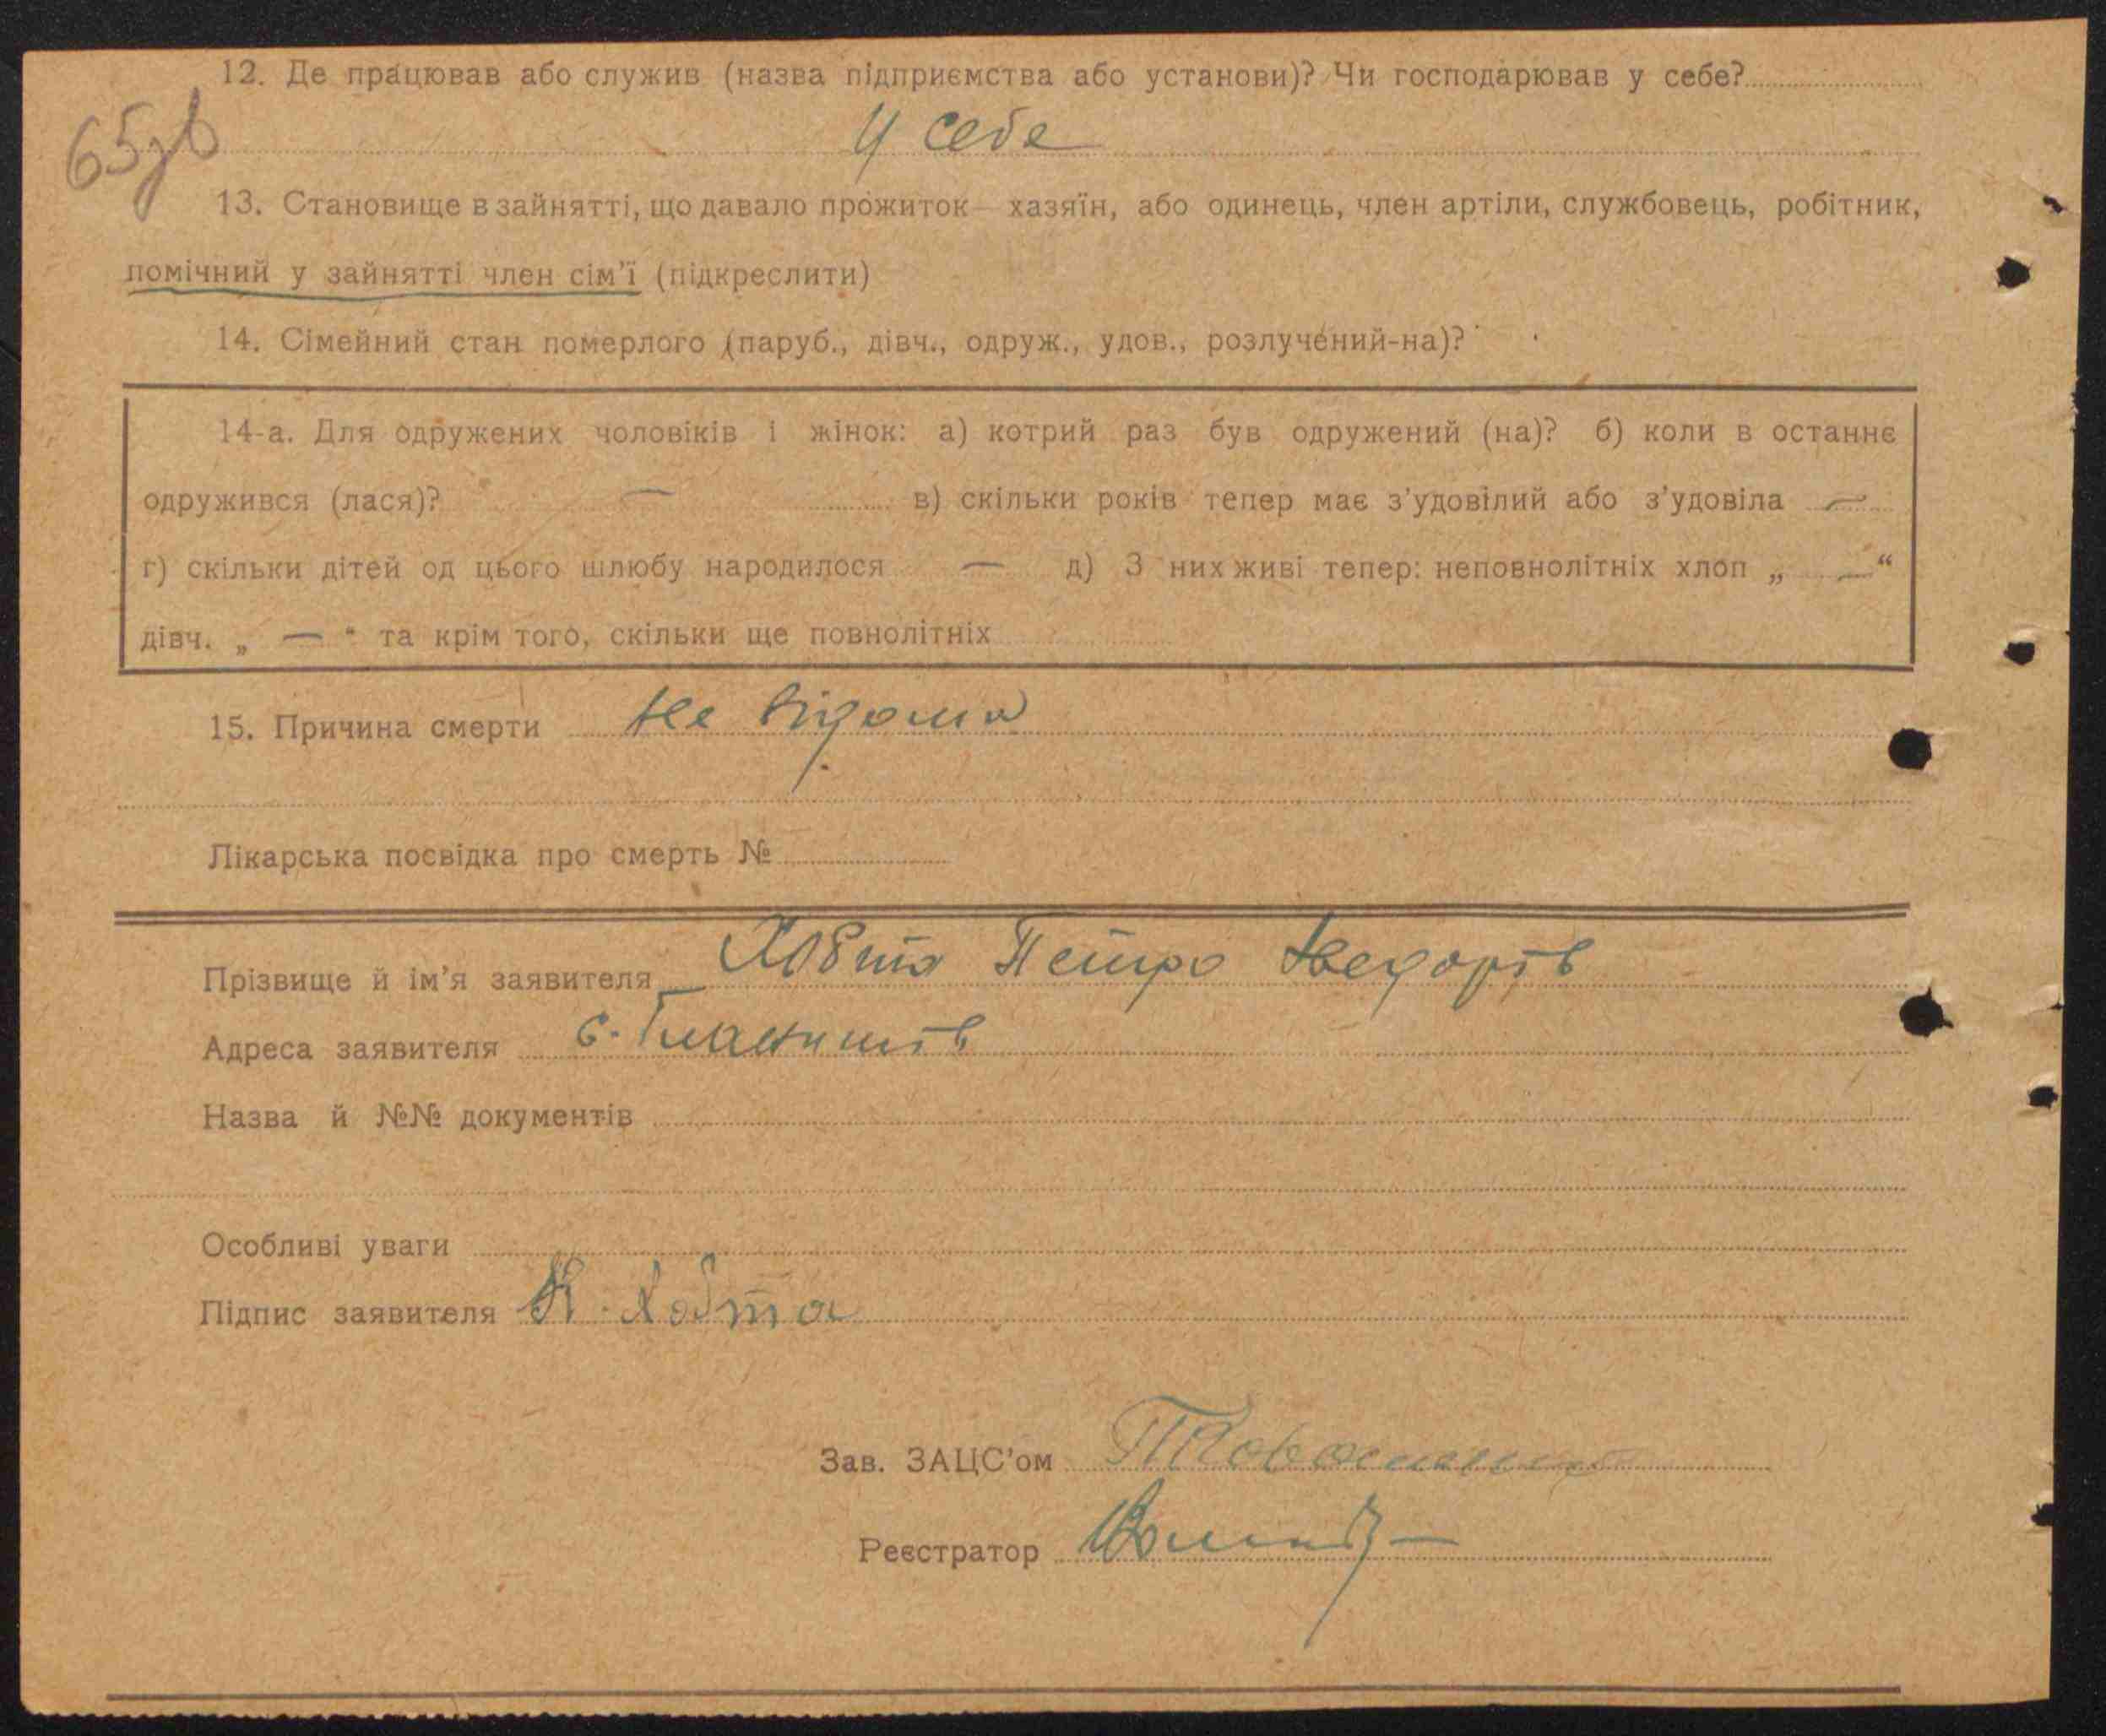 12. Де працював або служив (назва підприємства або установи)? Чи господарював у себе?
65зв
У себе
13. Становище в зайнятті, що давало прожиток — хазяїн, або одинець, член артіли, службовець, робітник,
помічний у зайнятті член сім'ї (підкреслити)
14. Сімейний стан померлого (паруб., дівч., одруж., удов., розлучений-на)?
14-а. Для одружених чоловіків і жінок: а) котрий раз був одружений (на)? б) коли в останнє
одружився (лася)? — в) скільки років тепер має з'удовілий або з'удовіла —
г) скільки дітей од цього шлюбу народилося — д) З них живі тепер: неповнолітніх хлоп „ — “
дівч. „ — “ та крім того, скільки ще повнолітніх
15. Причина смерти Не відома
Лікарська посвідка про смерть №
Прізвище й ім'я заявителя Хобта Петро
Адреса заявителя с.
Назва й №№ документів
Особливі уваги
Підпис заявителя Хобта
Зав. ЗАЦС'ом
Реєстратор